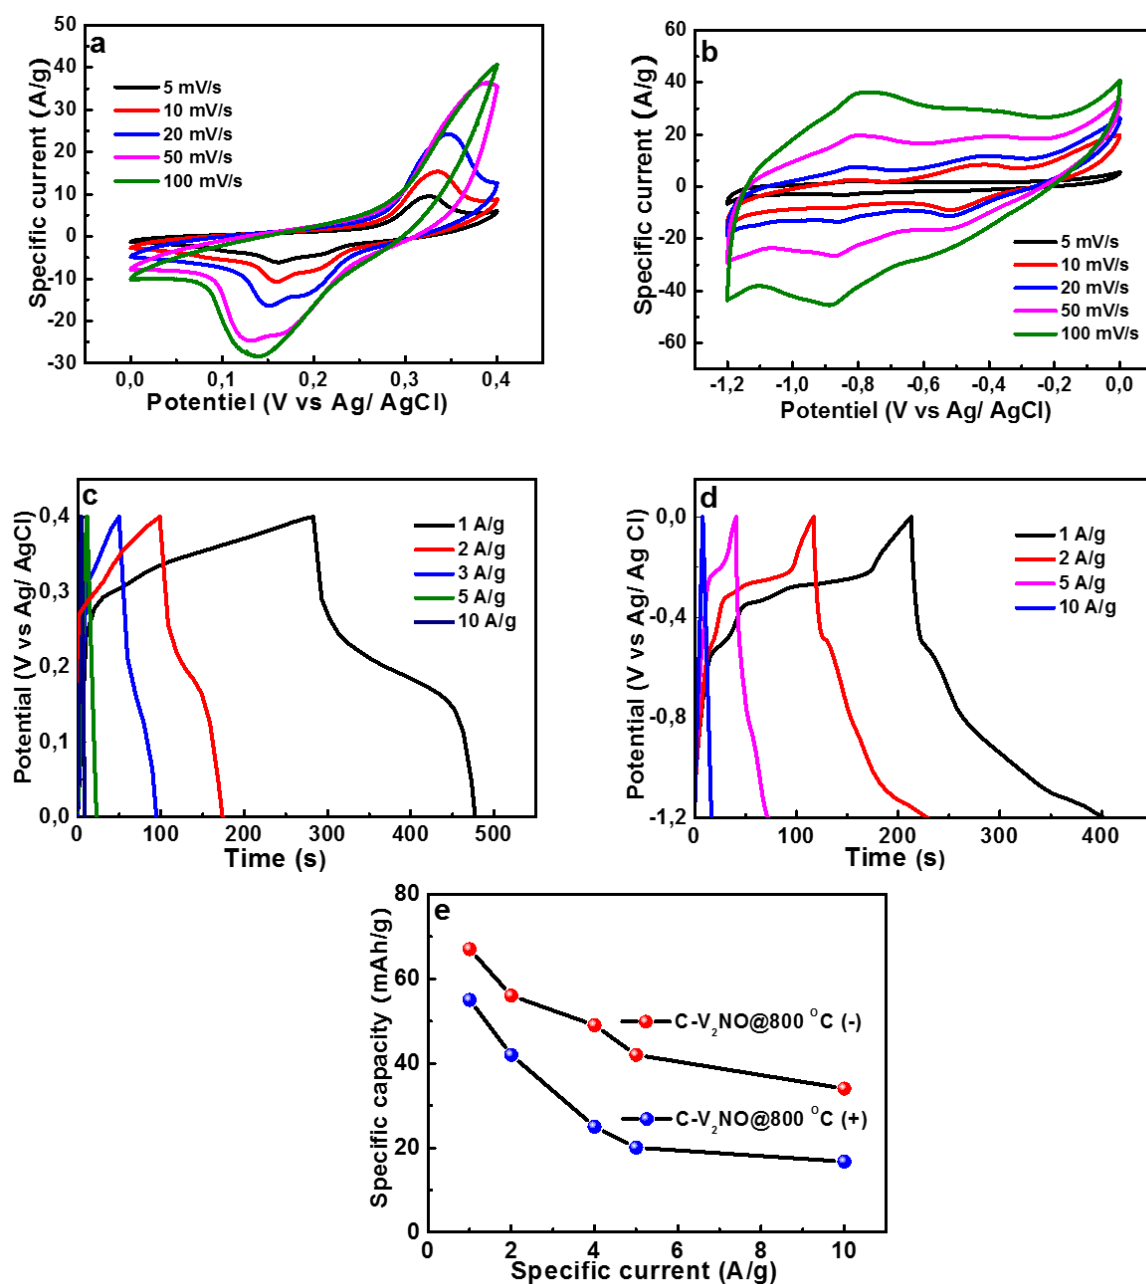 a
50
40
30
20
10
0
-10
-20
-30
5 mV/s
10 mV/s
20 mV/s
50 mV/s
100 mV/s
Specific current (A/g)
0,0 0,1 0,2 0,3 0,4
Potentiel (V vs Ag/ AgCl)
b
60
40
20
0
-20
-40
-60
5 mV/s
10 mV/s
20 mV/s
50 mV/s
100 mV/s
Specific current (A/g)
-1,2 -1,0 -0,8 -0,6 -0,4 -0,2 0,0
Potentiel (V vs Ag/ AgCl)
c
0,4
0,3
0,2
0,1
0,0
1 A/g
2 A/g
3 A/g
5 A/g
10 A/g
Potential (V vs Ag/ AgCl)
0 100 200 300 400 500
Time (s)
d
0,0
-0,4
-0,8
-1,2
1 A/g
2 A/g
5 A/g
10 A/g
Potential (V vs Ag/ Ag Cl)
0 100 200 300 400
Time (s)
e
80
60
40
20
0
C-V₂NO@800 °C (-)
C-V₂NO@800 °C (+)
Specific capacity (mAh/g)
0 2 4 6 8 10
Specific current (A/g)